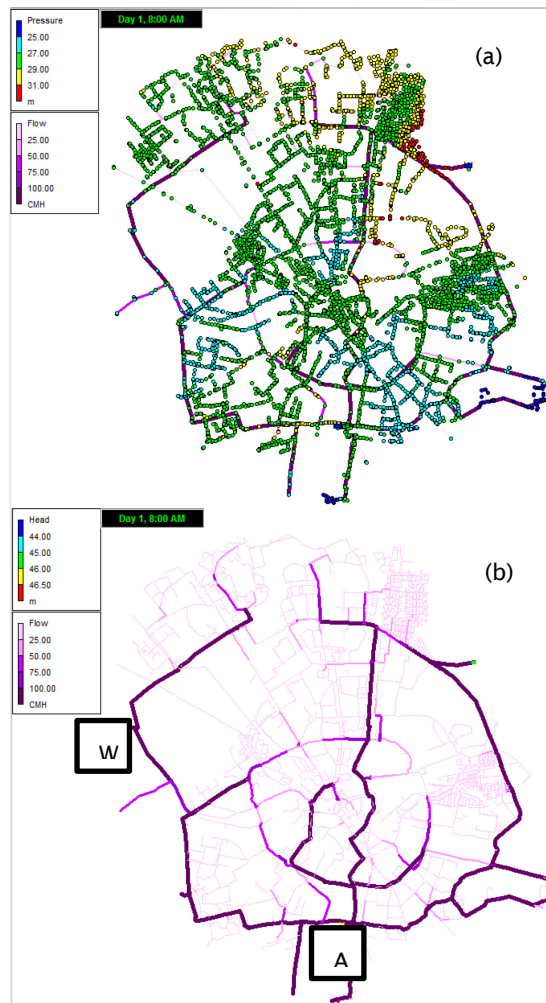 Day 1, 8:00 AM
(a)
Pressure
25.00
27.00
29.00
31.00
m
Flow
25.00
50.00
75.00
100.00
CMH
Day 1, 8:00 AM
(b)
Head
44.00
45.00
46.00
46.50
m
Flow
25.00
50.00
75.00
100.00
CMH
W
A